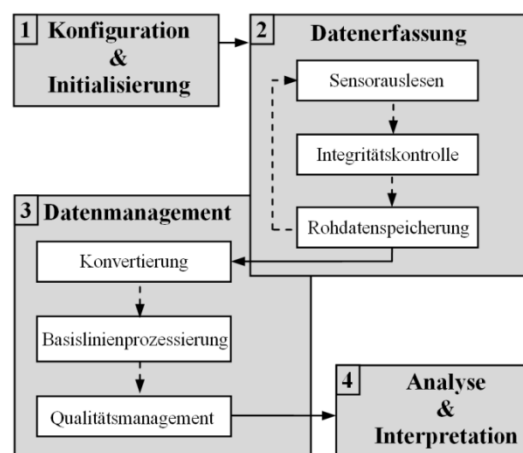 1
Konfiguration
&
Initialisierung
2
Datenerfassung
Sensorauslesen
Integritätskontrolle
Rohdatenspeicherung
3
Datenmanagement
Konvertierung
Basislinienprozessierung
Qualitätsmanagement
4
Analyse
&
Interpretation